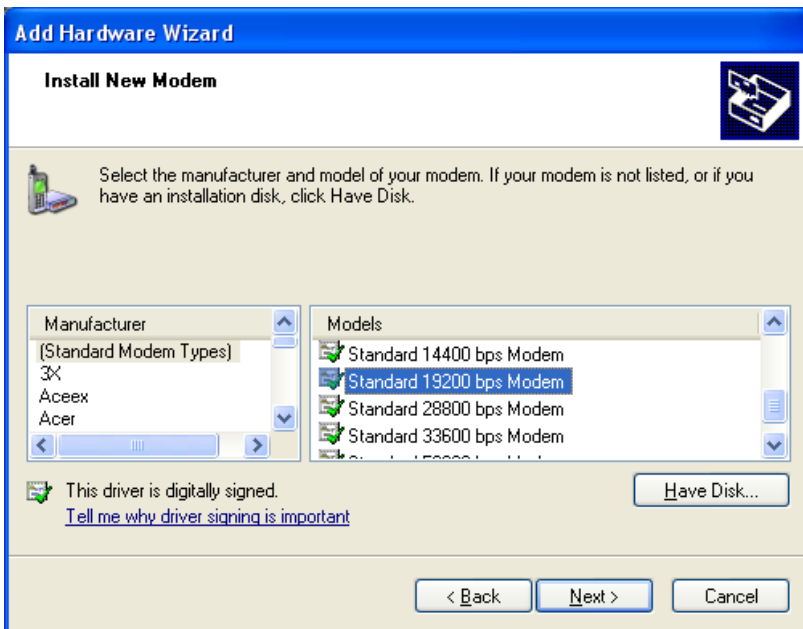 Add Hardware Wizard
Install New Modem
Select the manufacturer and model of your modem. If your modem is not listed, or if you
have an installation disk, click Have Disk.
Manufacturer
(Standard Modem Types)
3X
Aceex
Acer
Models
Standard 14400 bps Modem
Standard 19200 bps Modem
Standard 28800 bps Modem
Standard 33600 bps Modem
This driver is digitally signed.
Tell me why driver signing is important
Have Disk...
< Back
Next >
Cancel